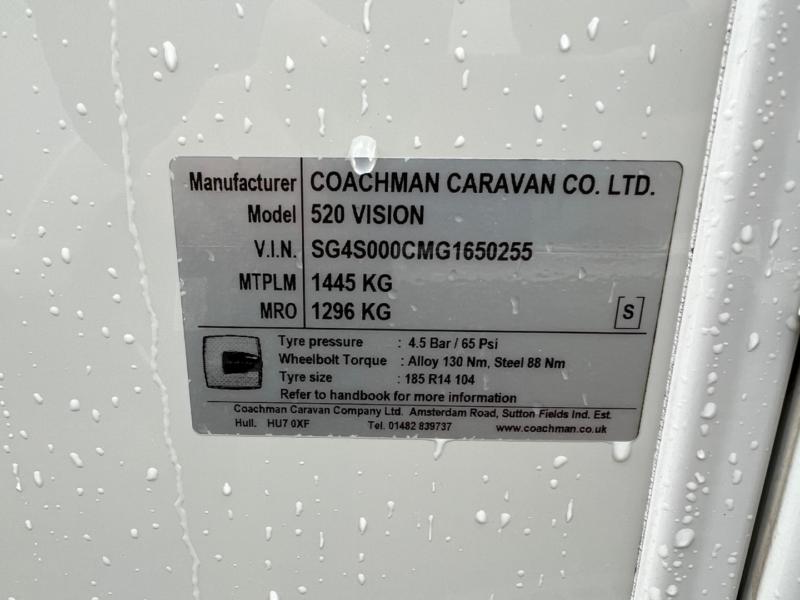 Manufacturer COACHMAN CARAVAN CO. LTD.
Model 520 VISION
V.I.N. SG4S000CMG1650255
MTPLM 1445 KG
MRO 1296 KG [S]
Tyre pressure : 4.5 Bar / 65 Psi
Wheelbolt Torque : Alloy 130 Nm, Steel 88 Nm
Tyre size : 185 R14 104
Refer to handbook for more information
Coachman Caravan Company Ltd. Amsterdam Road, Sutton Fields Ind. Est.
Hull. HU7 0XF Tel. 01482 839737 www.coachman.co.uk